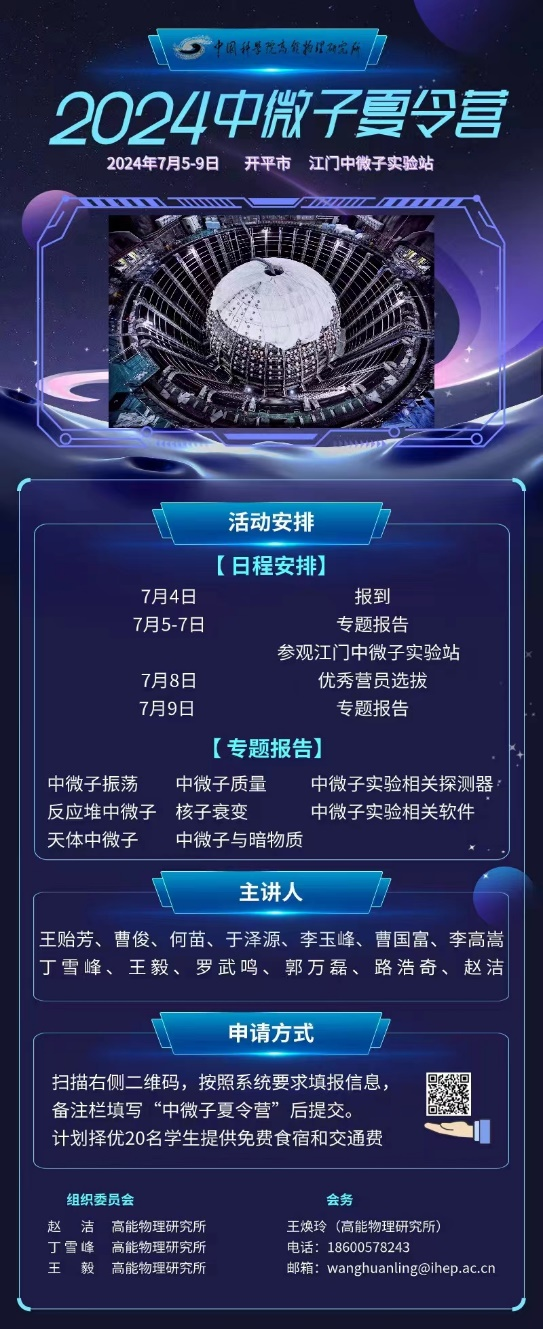 中国科学院高能物理研究所
2024中微子夏令营
2024年7月5-9日 开平市 江门中微子实验站
活动安排
【 日程安排】
7月4日 报到
7月5-7日 专题报告
参观江门中微子实验站
7月8日 优秀营员选拔
7月9日 专题报告
【 专题报告】
中微子振荡 中微子质量 中微子实验相关探测器
反应堆中微子 核子衰变 中微子实验相关软件
天体中微子 中微子与暗物质
主讲人
王贻芳、曹俊、何苗、于泽源、李玉峰、曹国富、李高嵩
丁雪峰、王毅、罗武鸣、郭万磊、路浩奇、赵洁
申请方式
扫描右侧二维码，按照系统要求填报信息，
备注栏填写“中微子夏令营”后提交。
计划择优20名学生提供免费食宿和交通费
组织委员会 会务
赵 洁 高能物理研究所 王焕玲（高能物理研究所）
丁雪峰 高能物理研究所 电话：18600578243
王 毅 高能物理研究所 邮箱：wanghuanling@ihep.ac.cn